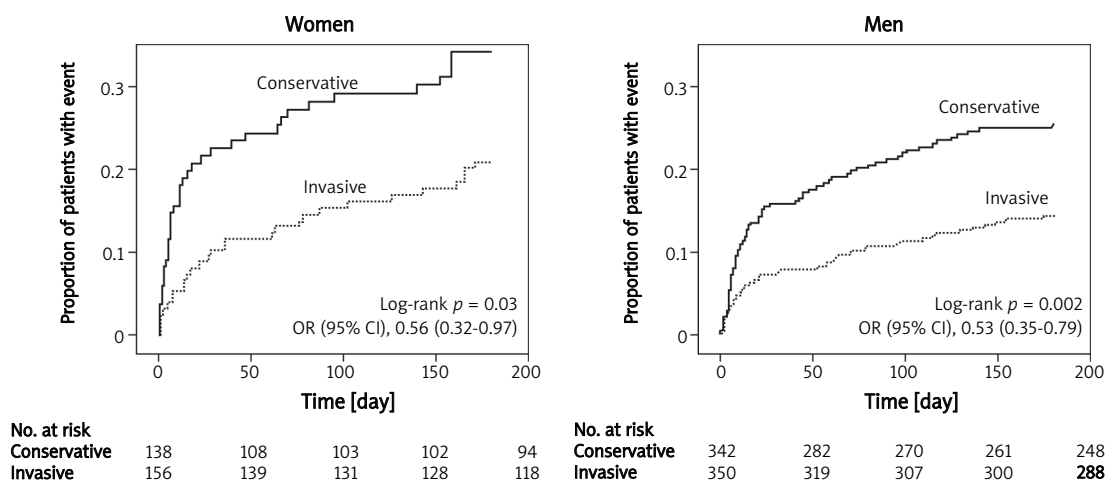 Women
Proportion of patients with event
0.3
0.2
0.1
0
Conservative
Invasive
Log-rank p = 0.03
OR (95% CI), 0.56 (0.32-0.97)
0 50 100 150 200
Time [day]
No. at risk
Conservative 138 108 103 102 94
Invasive 156 139 131 128 118
Men
Proportion of patients with event
0.3
0.2
0.1
0
Conservative
Invasive
Log-rank p = 0.002
OR (95% CI), 0.53 (0.35-0.79)
0 50 100 150 200
Time [day]
No. at risk
Conservative 342 282 270 261 248
Invasive 350 319 307 300 288